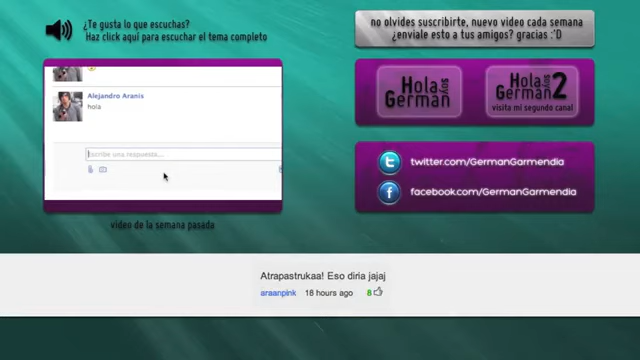 ¿Te gusta lo que escuchas?
Haz click aquí para escuchar el tema completo
no olvides suscribirte, nuevo video cada semana
¿enviale esto a tus amigos? gracias :'D
Alejandro Aranis
hola
Escribe una respuesta...
video de la semana pasada
Hola soy German
Hola soy German 2
visita mi segundo canal
twitter.com/GermanGarmendia
facebook.com/GermanGarmendia
Atrapastrukaa! Eso diria jajaj
araanpink 18 hours ago 8